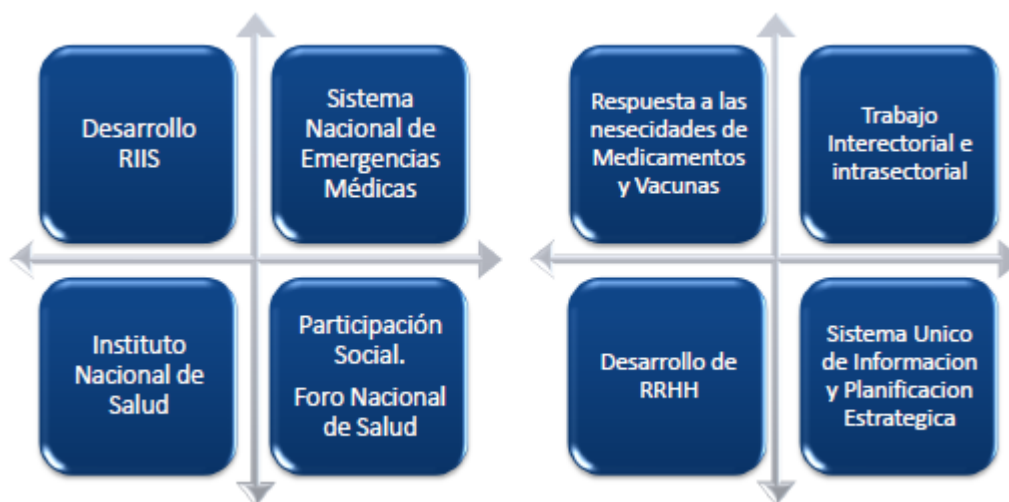 Desarrollo
RIIS
Sistema
Nacional de
Emergencias
Médicas
Instituto
Nacional de
Salud
Participación
Social.
Foro Nacional
de Salud
Respuesta a las
nesecidades de
Medicamentos
y Vacunas
Trabajo
Interectorial e
intrasectorial
Desarrollo de
RRHH
Sistema Unico
de Informacion
y Planificacion
Estrategica